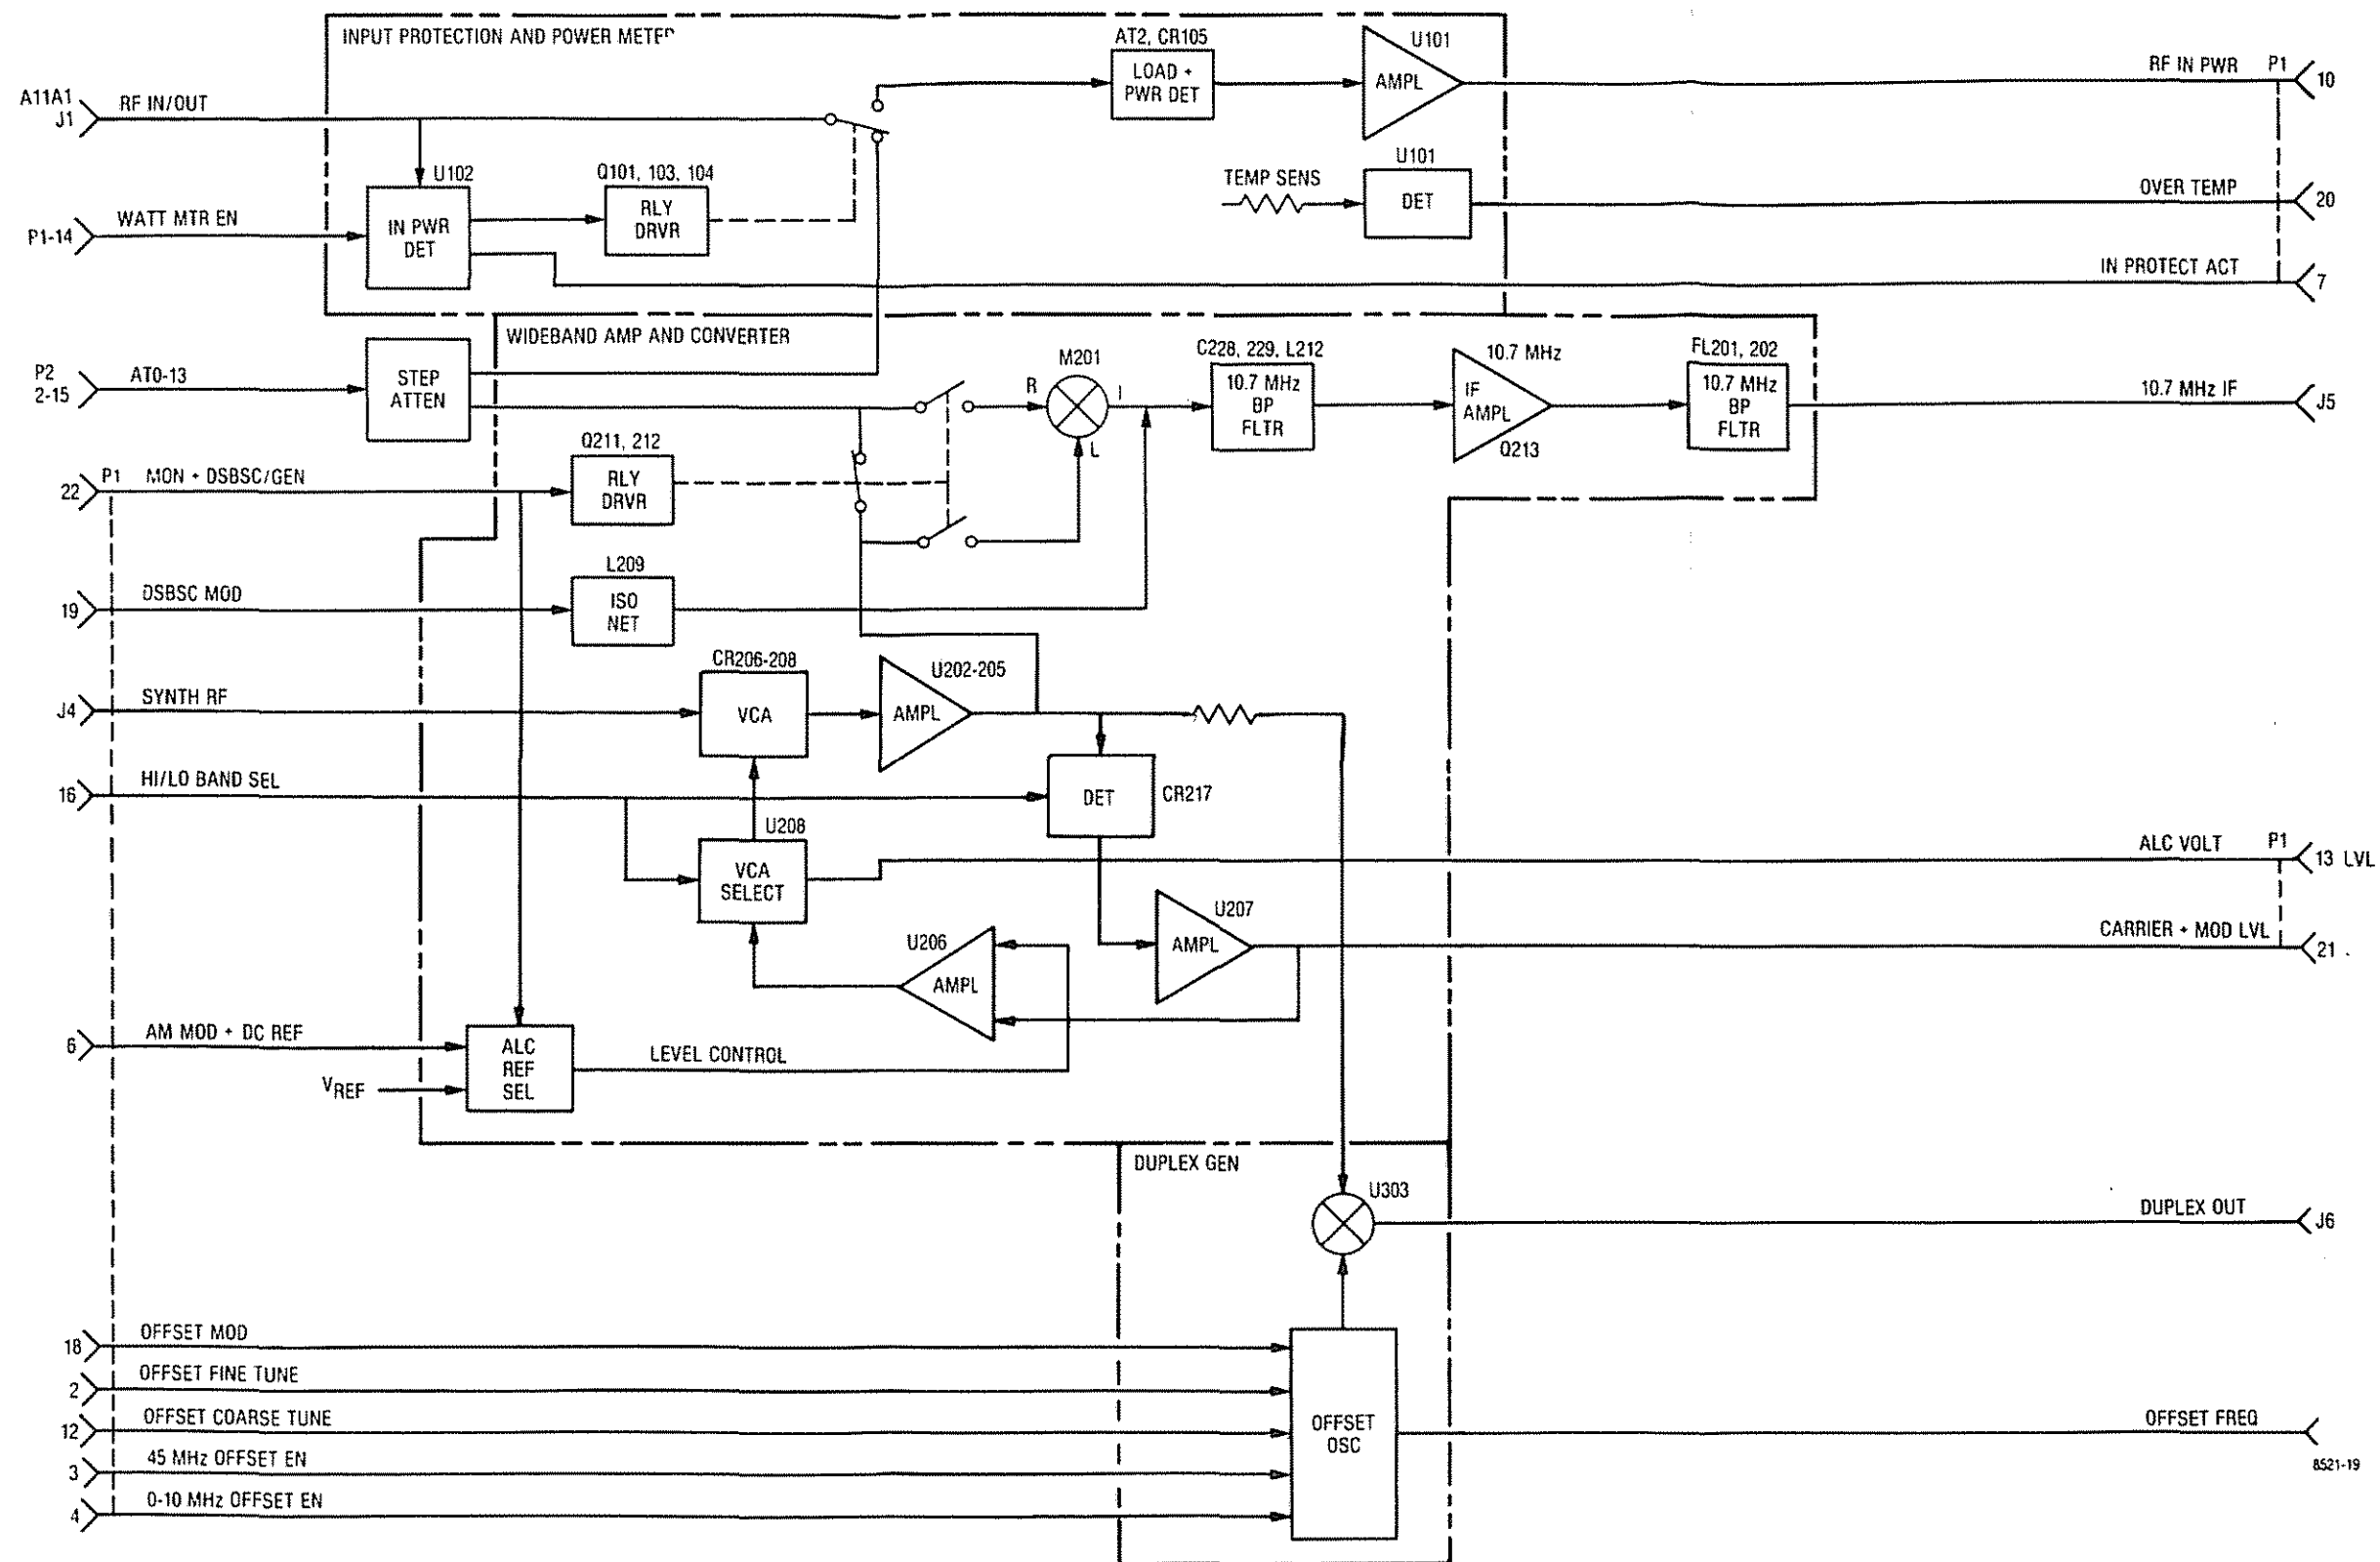 INPUT PROTECTION AND POWER METER
A11A1
J1
RF IN/OUT
AT2, CR105
LOAD +
PWR DET
U101
AMPL
RF IN PWR
P1
10
U102
IN PWR
DET
P1-14
WATT MTR EN
Q101, 103, 104
RLY
DRVR
TEMP SENS
U101
DET
OVER TEMP
20
IN PROTECT ACT
7
WIDEBAND AMP AND CONVERTER
P2
2-15
AT0-13
STEP
ATTEN
M201
R
I
L
C228, 229, L212
10.7 MHz
BP
FLTR
10.7 MHz
IF
AMPL
Q213
FL201, 202
10.7 MHz
BP
FLTR
10.7 MHz IF
J5
22
P1
MON + DSBSC/GEN
Q211, 212
RLY
DRVR
19
DSBSC MOD
L209
ISO
NET
J4
SYNTH RF
CR206-208
VCA
U202-205
AMPL
16
HI/LO BAND SEL
DET
CR217
U208
VCA
SELECT
ALC VOLT
P1
13 LVL
U207
AMPL
CARRIER + MOD LVL
21
U206
AMPL
6
AM MOD + DC REF
VREF
ALC
REF
SEL
LEVEL CONTROL
DUPLEX GEN
U303
DUPLEX OUT
J6
18
OFFSET MOD
2
OFFSET FINE TUNE
12
OFFSET COARSE TUNE
3
45 MHz OFFSET EN
4
0-10 MHz OFFSET EN
OFFSET
OSC
OFFSET FREQ
8521-19